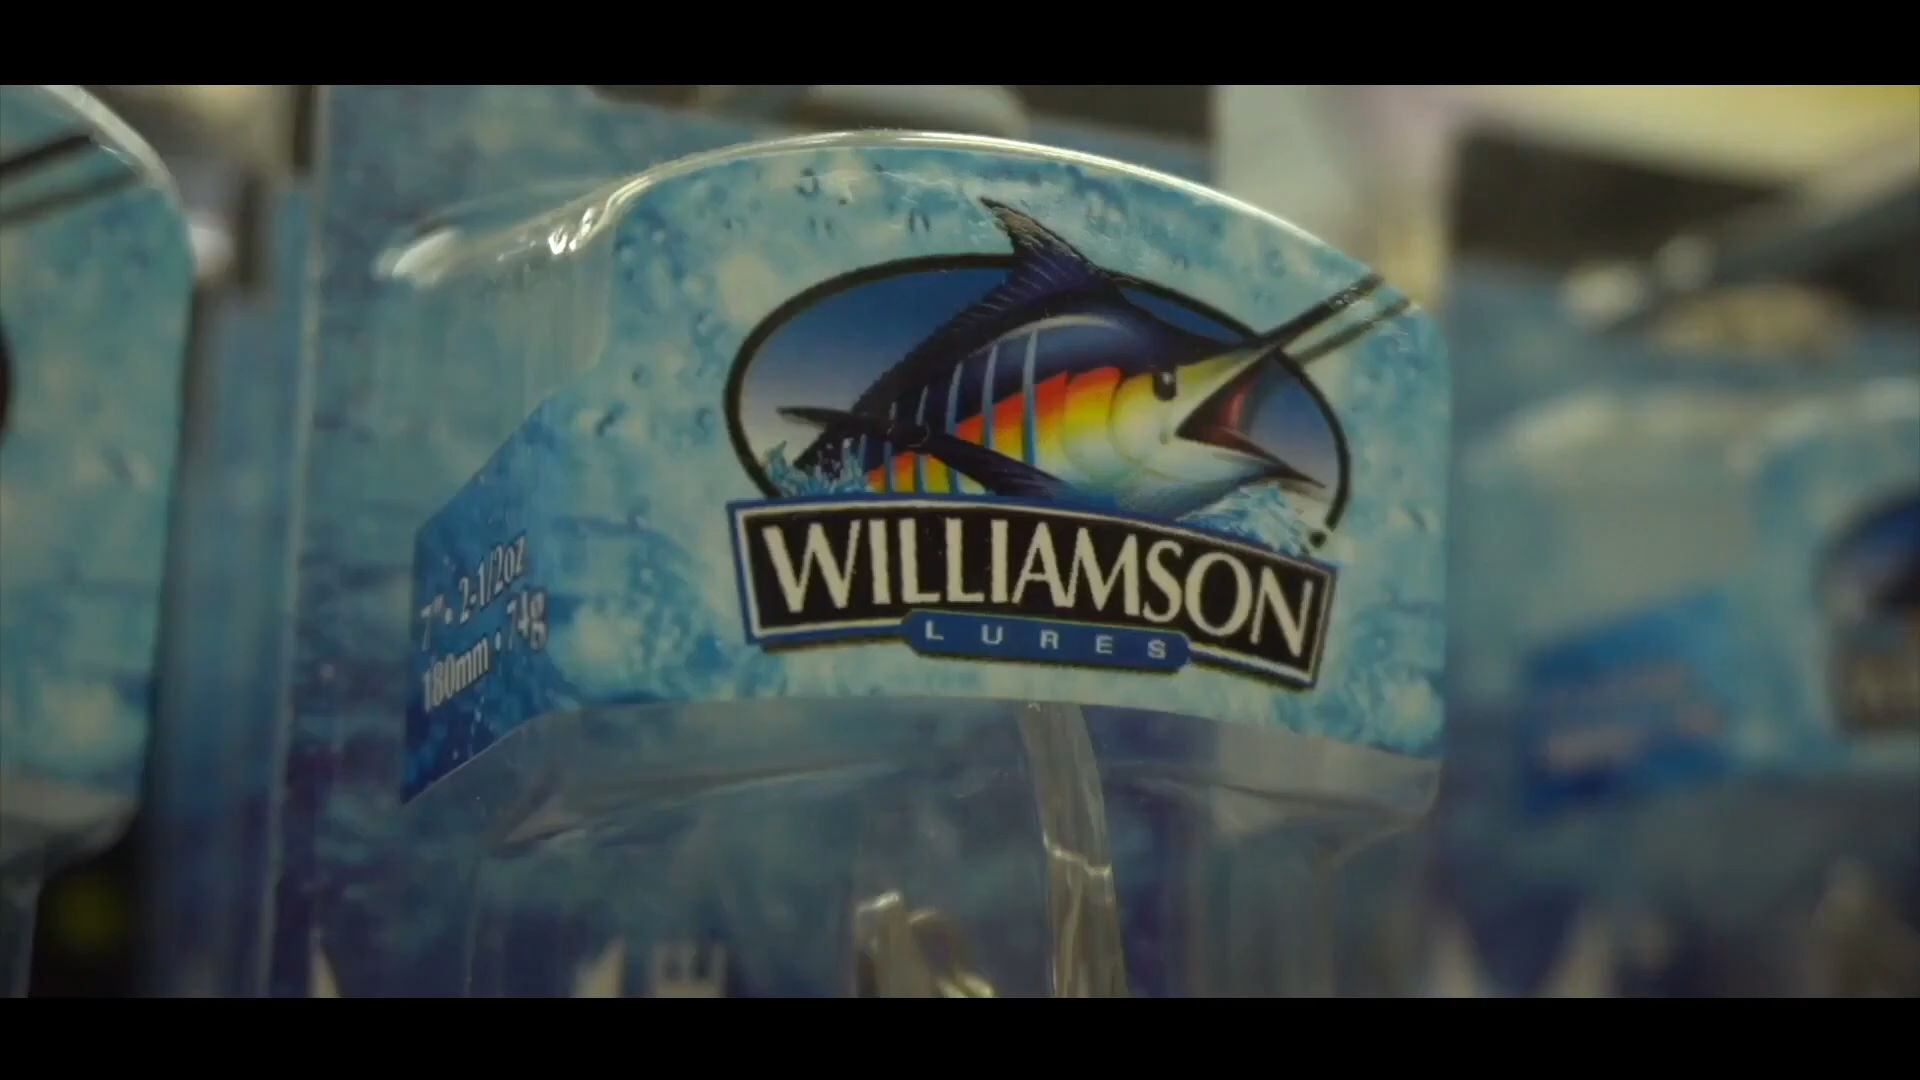 7" • 2-1/2oz
180mm • 74g
WILLIAMSON
LURES